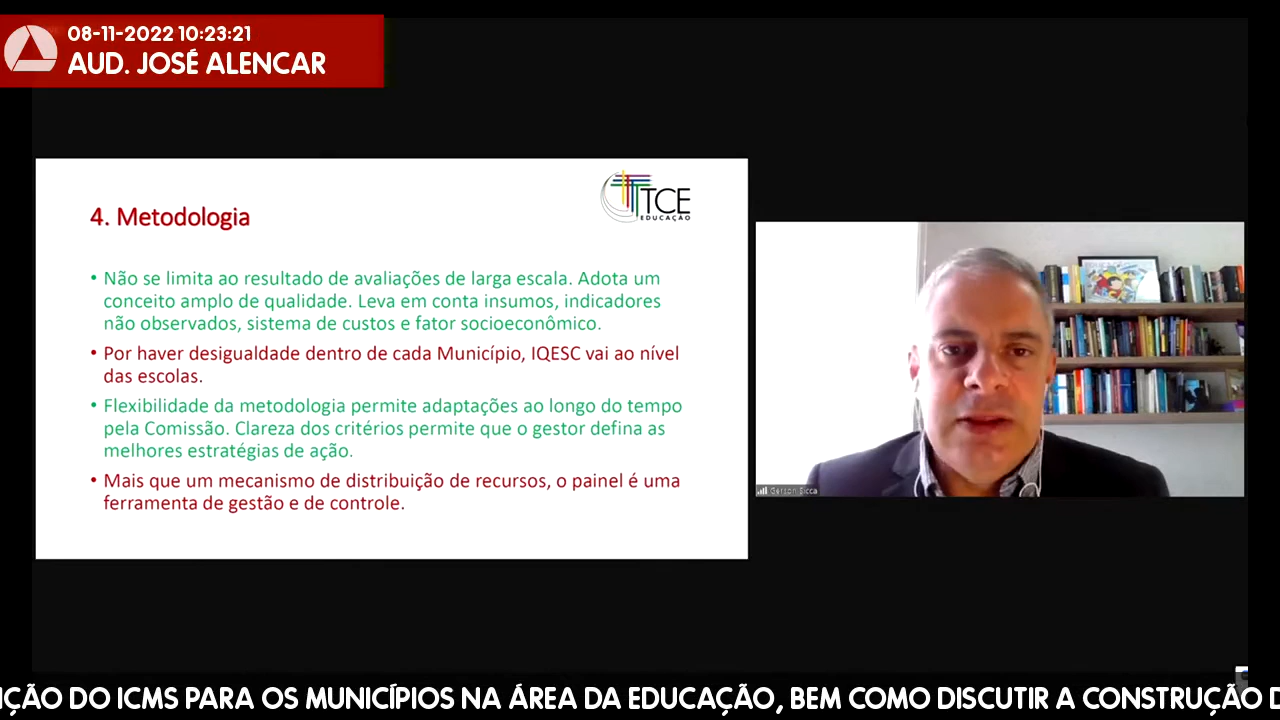 08-11-2022 10:23:21
AUD. JOSÉ ALENCAR
TCE
EDUCAÇÃO
4. Metodologia
• Não se limita ao resultado de avaliações de larga escala. Adota um
conceito amplo de qualidade. Leva em conta insumos, indicadores
não observados, sistema de custos e fator socioeconômico.
• Por haver desigualdade dentro de cada Município, IQESC vai ao nível
das escolas.
• Flexibilidade da metodologia permite adaptações ao longo do tempo
pela Comissão. Clareza dos critérios permite que o gestor defina as
melhores estratégias de ação.
• Mais que um mecanismo de distribuição de recursos, o painel é uma
ferramenta de gestão e de controle.
Gerson Sicca
IÇÃO DO ICMS PARA OS MUNICÍPIOS NA ÁREA DA EDUCAÇÃO, BEM COMO DISCUTIR A CONSTRUÇÃO D